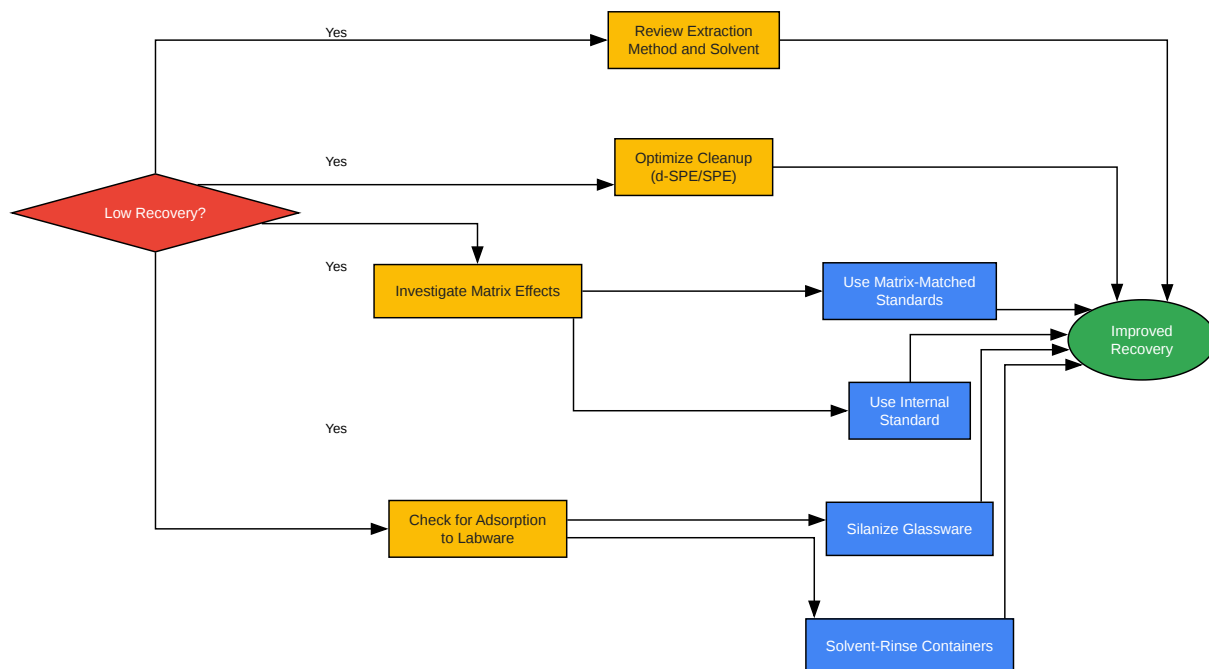 Yes
Review Extraction
Method and Solvent
Yes
Optimize Cleanup
(d-SPE/SPE)
Low Recovery?
Yes
Investigate Matrix Effects
Use Matrix-Matched
Standards
Improved
Recovery
Use Internal
Standard
Yes
Check for Adsorption
to Labware
Silanize Glassware
Solvent-Rinse Containers